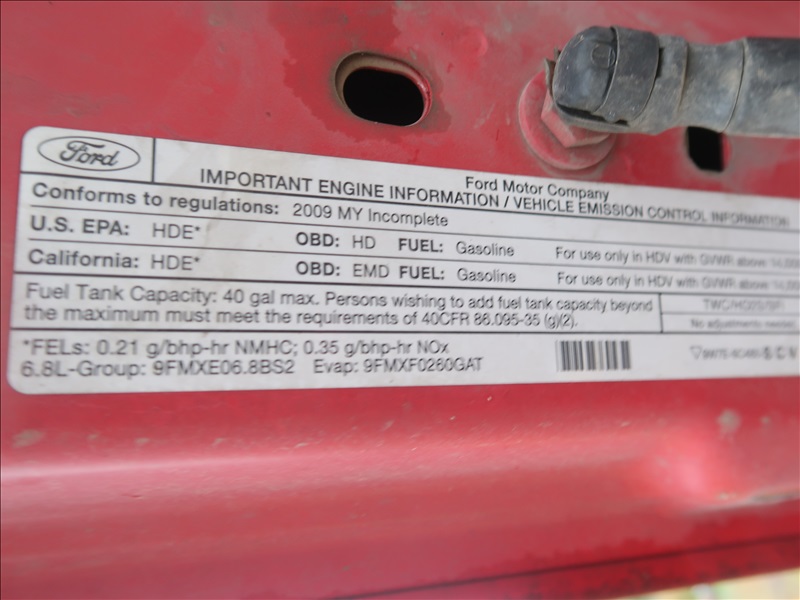 Ford
Ford Motor Company
IMPORTANT ENGINE INFORMATION / VEHICLE EMISSION CONTROL INFORMATION
Conforms to regulations: 2009 MY Incomplete
U.S. EPA: HDE* OBD: HD FUEL: Gasoline For use only in HDV with GVWR above 14,000
California: HDE* OBD: EMD FUEL: Gasoline For use only in HDV with GVWR above 14,000
Fuel Tank Capacity: 40 gal max. Persons wishing to add fuel tank capacity beyond
the maximum must meet the requirements of 40CFR 86.095-35 (g)(2).
No adjustments needed.
*FELs: 0.21 g/bhp-hr NMHC; 0.35 g/bhp-hr NOx
6.8L-Group: 9FMXE06.8BS2 Evap: 9FMXF0260GAT